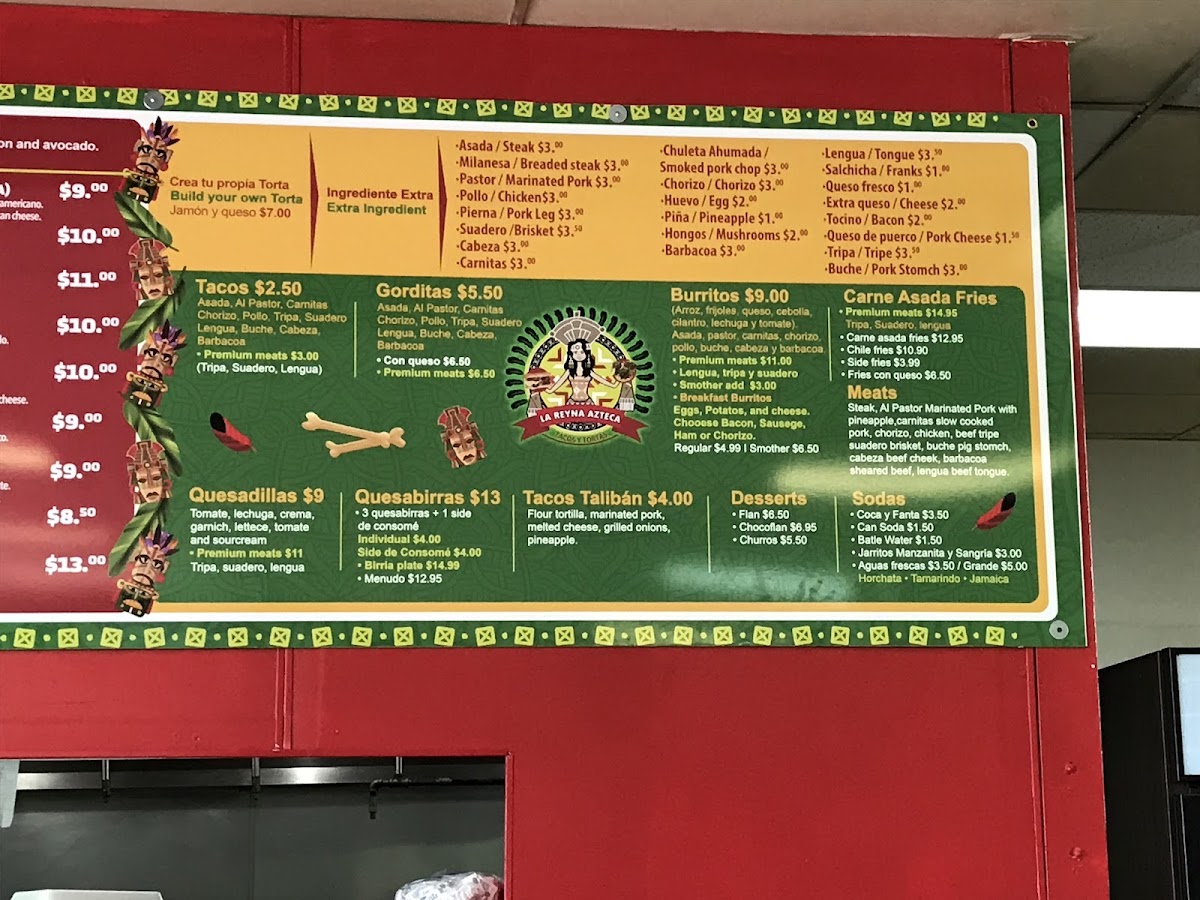 on and avocado.
A)
americano.
an cheese.
$9.00
$10.00
$11.00
$10.00
$10.00
cheese.
$9.00
$9.00
$8.50
$13.00
Crea tu propia Torta
Build your own Torta
Jamón y queso $7.00
Ingrediente Extra
Extra Ingredient
·Asada / Steak $3.00
·Milanesa / Breaded steak $3.00
·Pastor / Marinated Pork $3.00
·Pollo / Chicken$3.00
·Pierna / Pork Leg $3.00
·Suadero /Brisket $3.50
·Cabeza $3.00
·Carnitas $3.00
·Chuleta Ahumada /
Smoked pork chop $3.00
·Chorizo / Chorizo $3.00
·Huevo / Egg $2.00
·Piña / Pineapple $1.00
·Hongos / Mushrooms $2.00
·Barbacoa $3.00
·Lengua / Tongue $3.50
·Salchicha / Franks $1.00
·Queso fresco $1.00
·Extra queso / Cheese $2.00
·Tocino / Bacon $2.00
·Queso de puerco / Pork Cheese $1.50
·Tripa / Tripe $3.50
·Buche / Pork Stomch $3.00
Tacos $2.50
Asada, Al Pastor, Carnitas
Chorizo, Pollo, Tripa, Suadero
Lengua, Buche, Cabeza,
Barbacoa
• Premium meats $3.00
(Tripa, Suadero, Lengua)
Gorditas $5.50
Asada, Al Pastor, Carnitas
Chorizo, Pollo, Tripa, Suadero
Lengua, Buche, Cabeza,
Barbacoa
• Con queso $6.50
• Premium meats $6.50
LA REYNA AZTECA
TACOS Y TORTAS
Burritos $9.00
(Arroz, frijoles, queso, cebolla,
cilantro, lechuga y tomate).
Asada, pastor, carnitas, chorizo,
pollo, buche, cabeza y barbacoa
• Premium meats $11.00
• Lengua, tripa y suadero
• Smother add $3.00
• Breakfast Burritos
Eggs, Potatos, and cheese.
Chooese Bacon, Sausege,
Ham or Chorizo.
Regular $4.99 | Smother $6.50
Carne Asada Fries
• Premium meats $14.95
Tripa, Suadero, lengua
• Carne asada fries $12.95
• Chile fries $10.90
• Side fries $3.99
• Fries con queso $6.50
Meats
Steak, Al Pastor Marinated Pork with
pineapple,carnitas slow cooked
pork, chorizo, chicken, beef tripe
suadero brisket, buche pig stomch,
cabeza beef cheek, barbacoa
sheared beef, lengua beef tongue.
Quesadillas $9
Tomate, lechuga, crema,
garnich, lettece, tomate
and sourcream
• Premium meats $11
Tripa, suadero, lengua
Quesabirras $13
• 3 quesabirras + 1 side
de consomé
Individual $4.00
Side de Consomé $4.00
• Birria plate $14.99
• Menudo $12.95
Tacos Talibán $4.00
Flour tortilla, marinated pork,
melted cheese, grilled onions,
pineapple.
Desserts
• Flan $6.50
• Chocoflan $6.95
• Churros $5.50
Sodas
• Coca y Fanta $3.50
• Can Soda $1.50
• Batle Water $1.50
• Jarritos Manzanita y Sangría $3.00
• Aguas frescas $3.50 / Grande $5.00
Horchata • Tamarindo • Jamaica